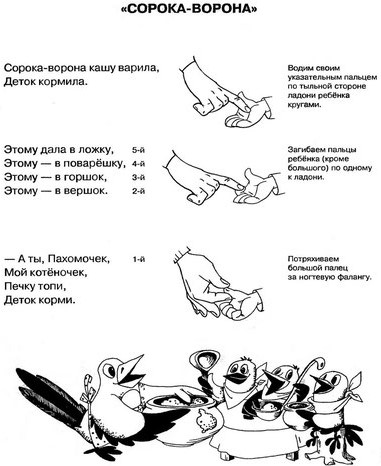 «СОРОКА-ВОРОНА»
Сорока-ворона кашу варила,
Деток кормила.
Водим своим
указательным пальцем
по тыльной стороне
ладони ребёнка
кругами.
Этому дала в ложку, 5-й
Этому — в поварёшку, 4-й
Этому — в горшок, 3-й
Этому — в вершок. 2-й
Загибаем пальцы
ребёнка (кроме
большого) по одному
к ладони.
— А ты, Пахомочек, 1-й
Мой котёночек,
Печку топи,
Деток корми.
Потряхиваем
большой палец
за ногтевую фалангу.